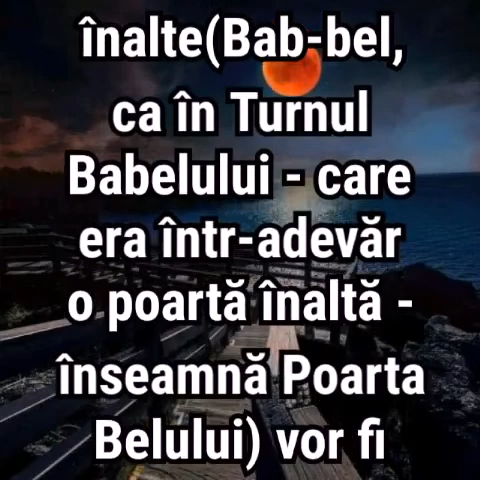 înalte(Bab-bel,
ca în Turnul
Babelului - care
era într-adevăr
o poartă înaltă -
înseamnă Poarta
Belului) vor fi